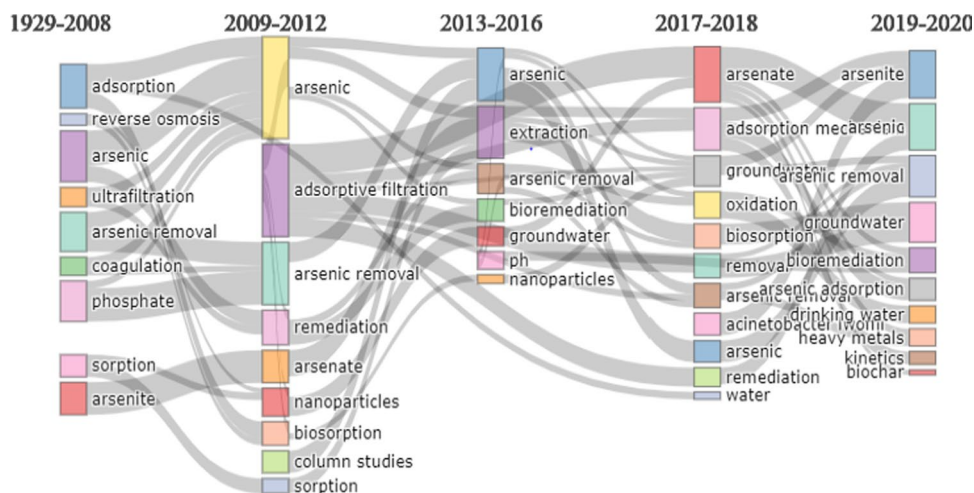 1929-2008
2009-2012
2013-2016
2017-2018
2019-2020
adsorption
reverse osmosis
arsenic
ultrafiltration
arsenic removal
coagulation
phosphate
sorption
arsenite
arsenic
adsorptive filtration
arsenic removal
remediation
arsenate
nanoparticles
biosorption
column studies
sorption
arsenic
extraction
arsenic removal
bioremediation
groundwater
ph
nanoparticles
arsenate
adsorption
groundwater
oxidation
biosorption
removal
arsenic removal
acinetobacter lwoffii
arsenic
remediation
water
arsenite
arsenic
arsenic removal
groundwater
bioremediation
arsenic adsorption
drinking water
heavy metals
kinetics
biochar